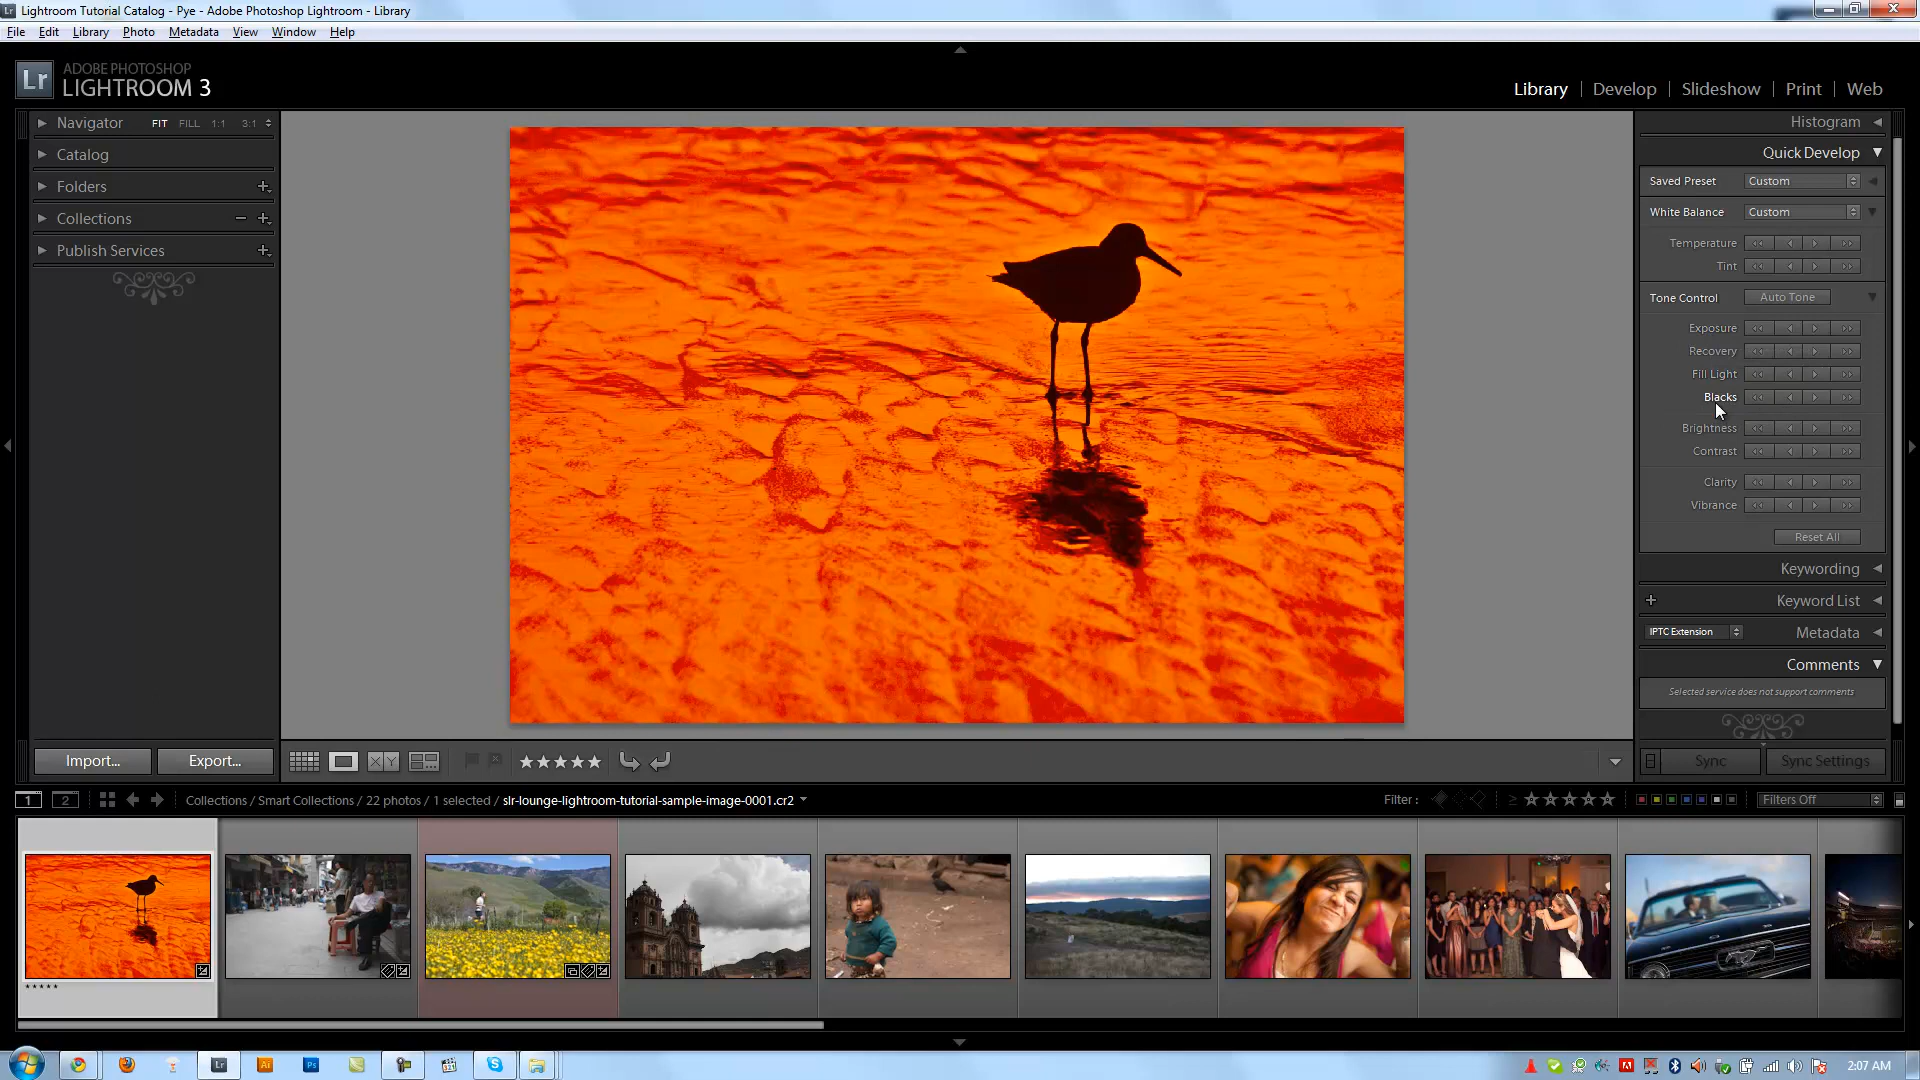 Lightroom Tutorial Catalog - Pye - Adobe Photoshop Lightroom - Library
File Edit Library Photo Metadata View Window Help
Lr ADOBE PHOTOSHOP
LIGHTROOM 3
Library | Develop | Slideshow | Print | Web
Navigator FIT FILL 1:1 3:1
Catalog
Folders
Collections
Publish Services
Histogram
Quick Develop
Saved Preset Custom
White Balance Custom
Temperature
Tint
Tone Control Auto Tone
Exposure
Recovery
Fill Light
Blacks
Brightness
Contrast
Clarity
Vibrance
Reset All
Keywording
Keyword List
IPTC Extension Metadata
Comments
Selected service does not support comments
Import... Export... XY Sync Sync Settings
1 2 Collections / Smart Collections / 22 photos / 1 selected / slr-lounge-lightroom-tutorial-sample-image-0001.cr2 Filter : Filters Off
Lr Ai Ps 2:07 AM